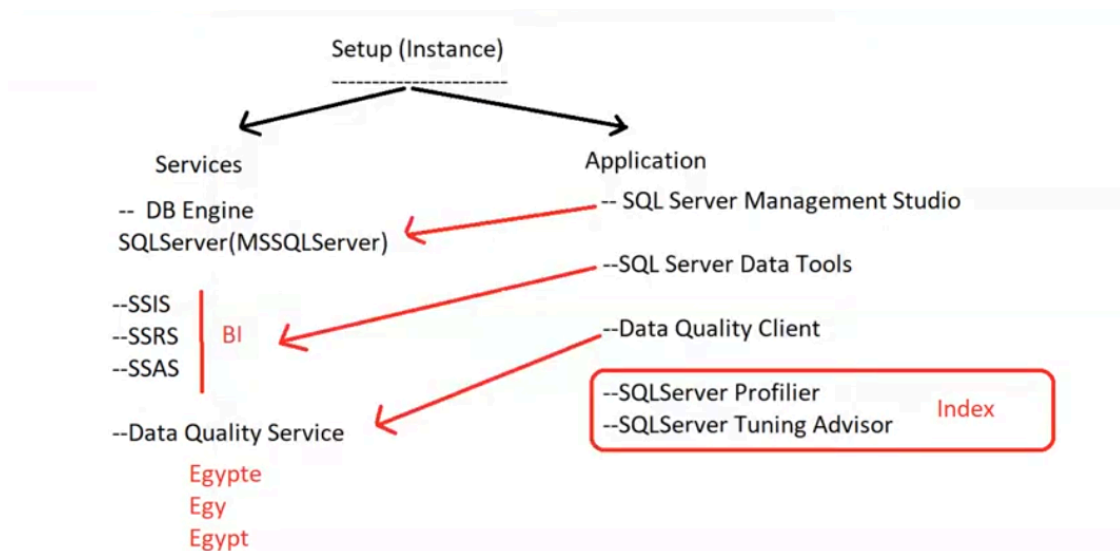 Setup (Instance)
---------------------
Services
-- DB Engine
SQLServer(MSSQLServer)
--SSIS
--SSRS
--SSAS
BI
--Data Quality Service
Egypte
Egy
Egypt
Application
-- SQL Server Management Studio
--SQL Server Data Tools
--Data Quality Client
--SQLServer Profilier
--SQLServer Tuning Advisor
Index